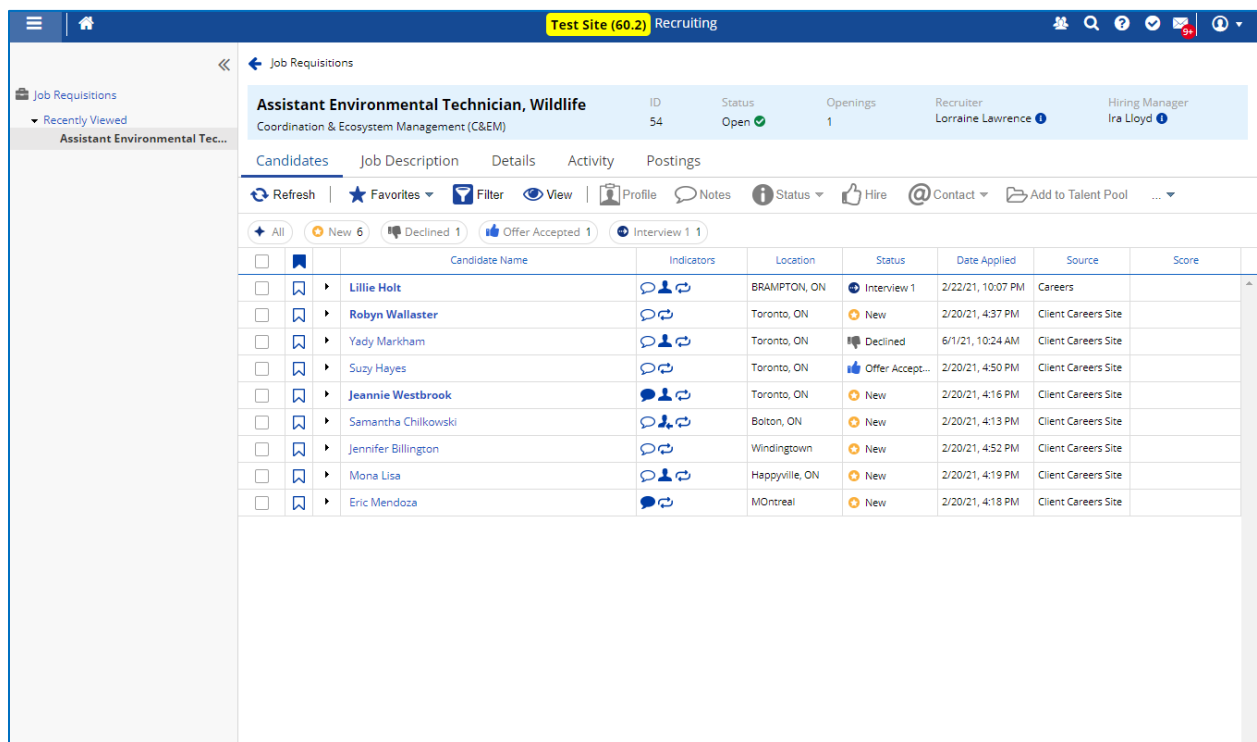 Test Site (60.2) Recruiting
9+
Job Requisitions
Job Requisitions
Recently Viewed
Assistant Environmental Tec...
Assistant Environmental Technician, Wildlife
Coordination & Ecosystem Management (C&EM)
ID Status Openings Recruiter Hiring Manager
54 Open 1 Lorraine Lawrence Ira Lloyd
Candidates Job Description Details Activity Postings
Refresh Favorites Filter View Profile Notes Status Hire Contact Add to Talent Pool ...
All New 6 Declined 1 Offer Accepted 1 Interview 1 1
Candidate Name Indicators Location Status Date Applied Source Score
Lillie Holt BRAMPTON, ON Interview 1 2/22/21, 10:07 PM Careers
Robyn Wallaster Toronto, ON New 2/20/21, 4:37 PM Client Careers Site
Yady Markham Toronto, ON Declined 6/1/21, 10:24 AM Client Careers Site
Suzy Hayes Toronto, ON Offer Accept... 2/20/21, 4:50 PM Client Careers Site
Jeannie Westbrook Toronto, ON New 2/20/21, 4:16 PM Client Careers Site
Samantha Chilkowski Bolton, ON New 2/20/21, 4:13 PM Client Careers Site
Jennifer Billington Windingtown New 2/20/21, 4:52 PM Client Careers Site
Mona Lisa Happyville, ON New 2/20/21, 4:19 PM Client Careers Site
Eric Mendoza MOntreal New 2/20/21, 4:18 PM Client Careers Site